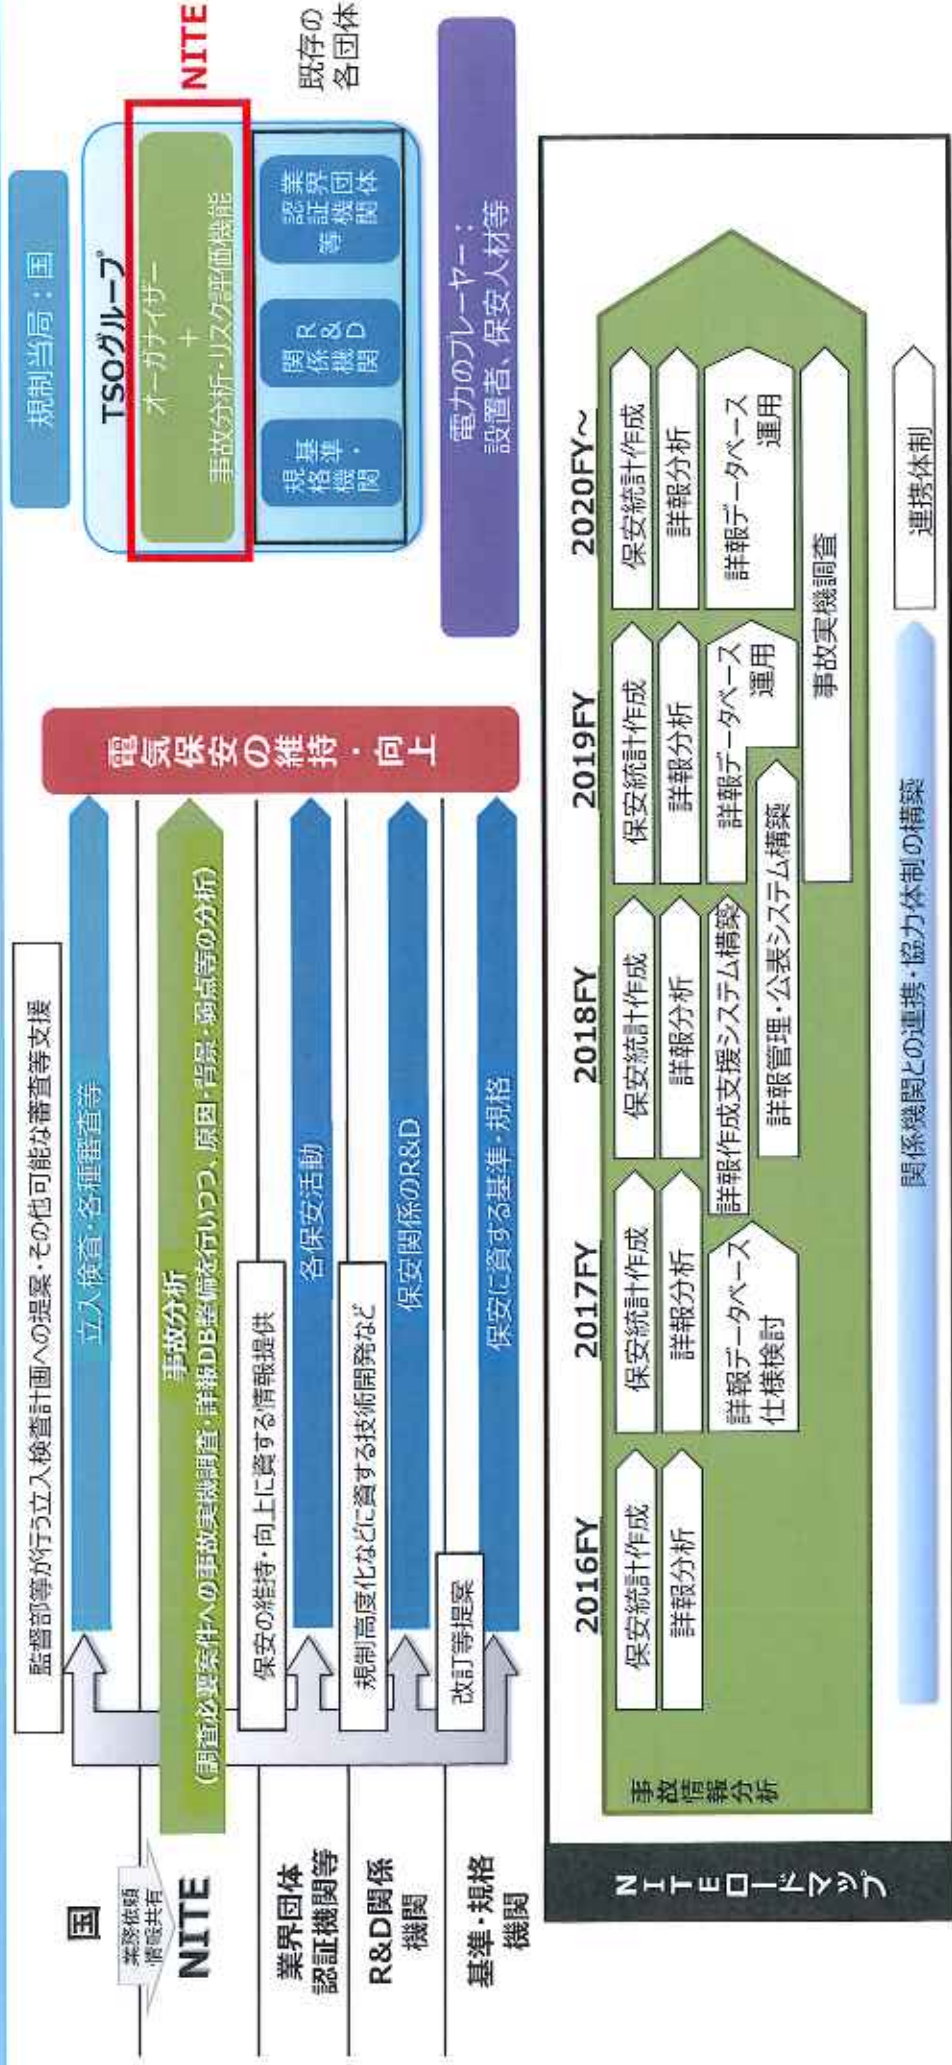 国
業務依頼
情報共有
NITE
業界団体
認証機関等
R&D関係
機関
基準・規格
機関
監督部等が行う立入検査計画への提案・その他可能な審査等支援
立入検査・各種審査等
事故分析
(調査必要案件への事故実機調査・詳報DB整備を行いつつ、原因・背景・弱点等の分析)
保安の維持・向上に資する情報提供
各保安活動
規制高度化などに資する技術開発など
保安関係のR&D
改訂等提案
保安に資する基準・規格
電気保安の維持・向上
規制当局：国
TSOグループ
オーガナイザー
+
事故分析・リスク評価機能
NITE
規格基準・機関
関係機関R&D
認証機関等業界団体
既存の
各団体
電力のプレーヤー：
設置者、保安人材等
NITEロードマップ
事故情報分析
2016FY
保安統計作成
詳報分析
2017FY
保安統計作成
詳報分析
詳報データベース
仕様検討
2018FY
保安統計作成
詳報分析
詳報作成支援システム構築
詳報管理・公表システム構築
2019FY
保安統計作成
詳報分析
詳報データベース
運用
2020FY～
保安統計作成
詳報分析
詳報データベース
運用
事故実機調査
関係機関との連携・協力体制の構築
連携体制